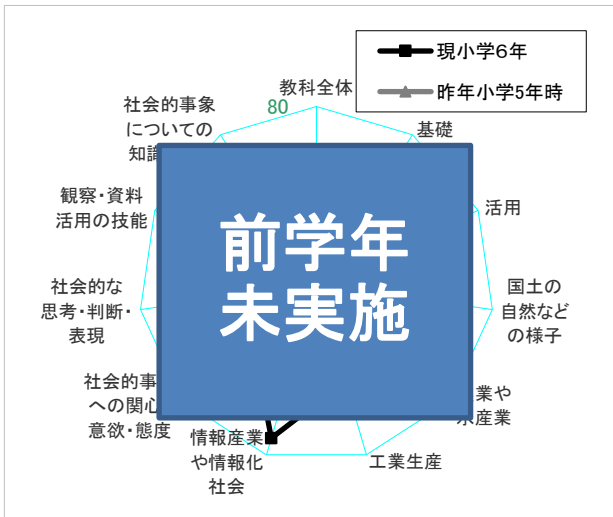 現小学6年
昨年小学5年時
教科全体
80
基礎
活用
国土の
自然などの様子
業や
水産業
工業生産
情報産業
や情報化
社会
社会的事
への関心
意欲・態度
社会的な
思考・判断・
表現
観察・資料
活用の技能
社会的事象
についての
知識
前学年
未実施